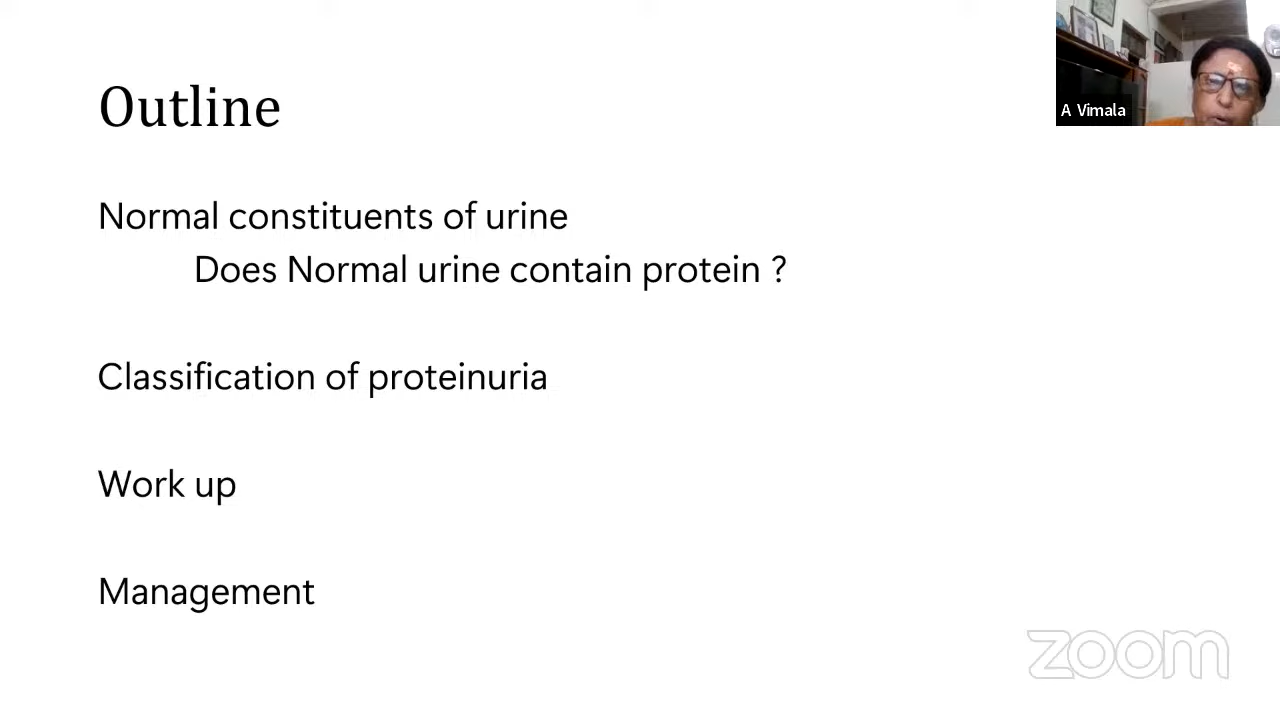 Outline
A Vimala
Normal constituents of urine
Does Normal urine contain protein ?
Classification of proteinuria
Work up
Management
zoom